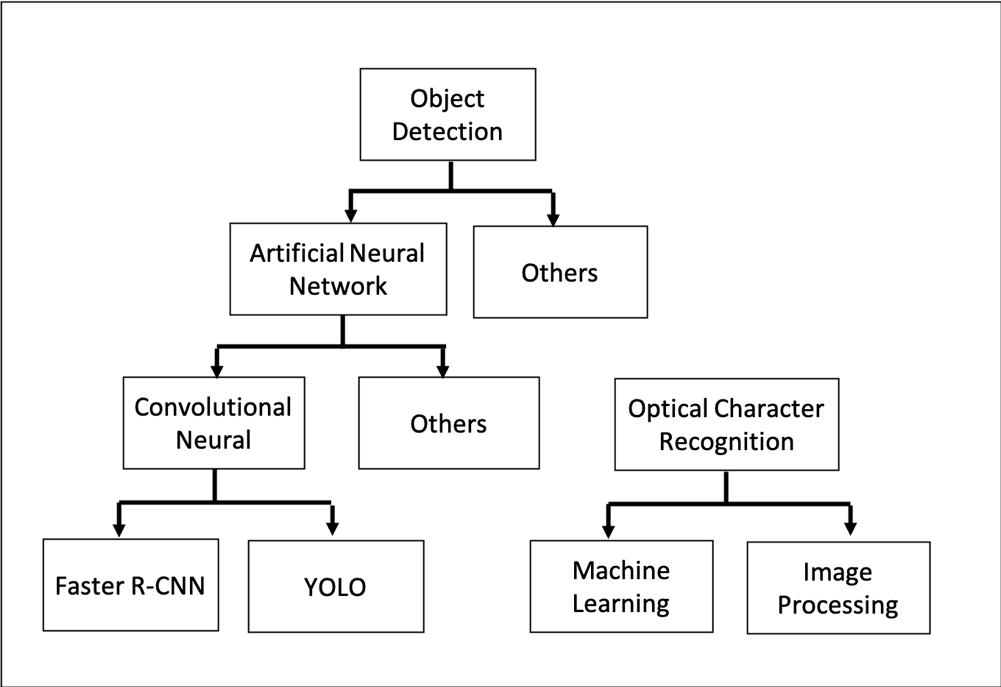 Object
Detection
Artificial Neural
Network
Others
Convolutional
Neural
Others
Optical Character
Recognition
Faster R-CNN
YOLO
Machine
Learning
Image
Processing